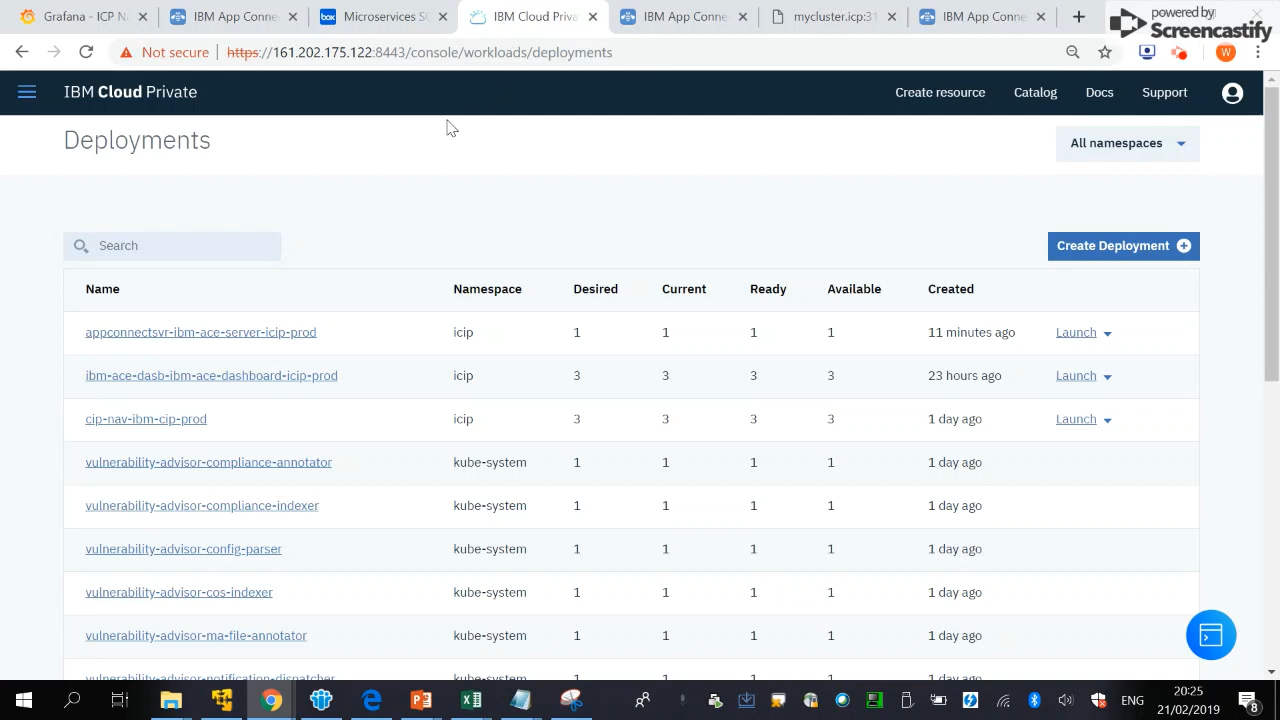 Grafana - ICP N
IBM App Conne
box Microservices S
IBM Cloud Priva
IBM App Conne
mycluster.icp:31
IBM App Conne
powered by
Screencastify
Not secure https://161.202.175.122:8443/console/workloads/deployments
W
IBM Cloud Private
Create resource Catalog Docs Support
Deployments
All namespaces
Search
Create Deployment
Name Namespace Desired Current Ready Available Created
appconnectsvr-ibm-ace-server-icip-prod icip 1 1 1 1 11 minutes ago Launch
ibm-ace-dasb-ibm-ace-dashboard-icip-prod icip 3 3 3 3 23 hours ago Launch
cip-nav-ibm-cip-prod icip 3 3 3 3 1 day ago Launch
vulnerability-advisor-compliance-annotator kube-system 1 1 1 1 1 day ago
vulnerability-advisor-compliance-indexer kube-system 1 1 1 1 1 day ago
vulnerability-advisor-config-parser kube-system 1 1 1 1 1 day ago
vulnerability-advisor-cos-indexer kube-system 1 1 1 1 1 day ago
vulnerability-advisor-ma-file-annotator kube-system 1 1 1 1 1 day ago
vulnerability-advisor-notification-dispatcher
ENG
20:25
21/02/2019
8